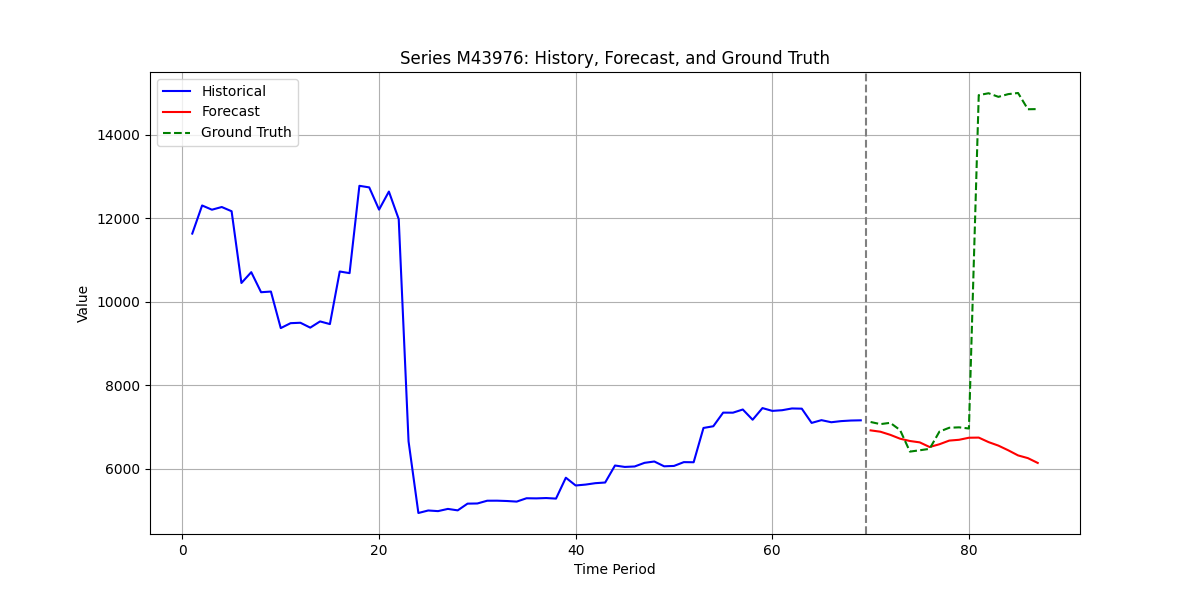 Series M43976: History, Forecast, and Ground Truth
Historical
Forecast
Ground Truth
14000
12000
10000
8000
6000
Value
0
20
40
60
80
Time Period